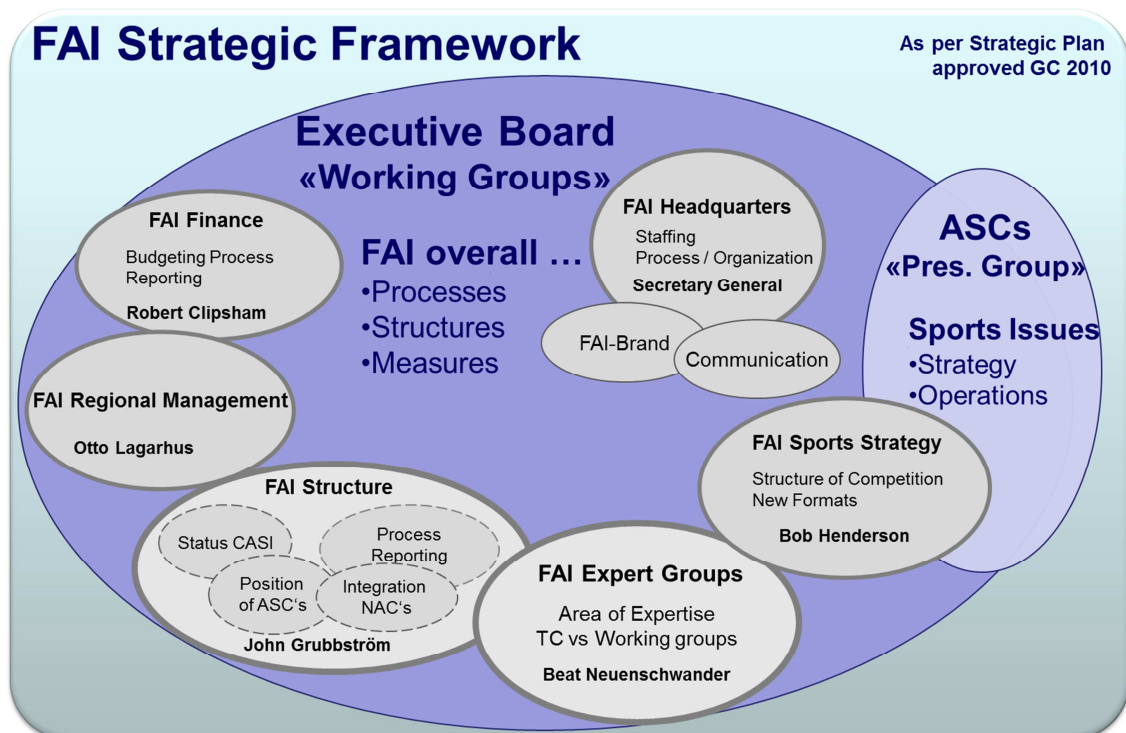 FAI Strategic Framework
As per Strategic Plan
approved GC 2010
Executive Board
«Working Groups»
FAI Finance
Budgeting Process
Reporting
Robert Clipsham
FAI overall …
•Processes
•Structures
•Measures
FAI Headquarters
Staffing
Process / Organization
Secretary General
FAI-Brand
Communication
ASCs
«Pres. Group»
Sports Issues
•Strategy
•Operations
FAI Regional Management
Otto Lagarhus
FAI Sports Strategy
Structure of Competition
New Formats
Bob Henderson
FAI Structure
Status CASI
Process
Reporting
Position
of ASC‘s
Integration
NAC‘s
John Grubbström
FAI Expert Groups
Area of Expertise
TC vs Working groups
Beat Neuenschwander